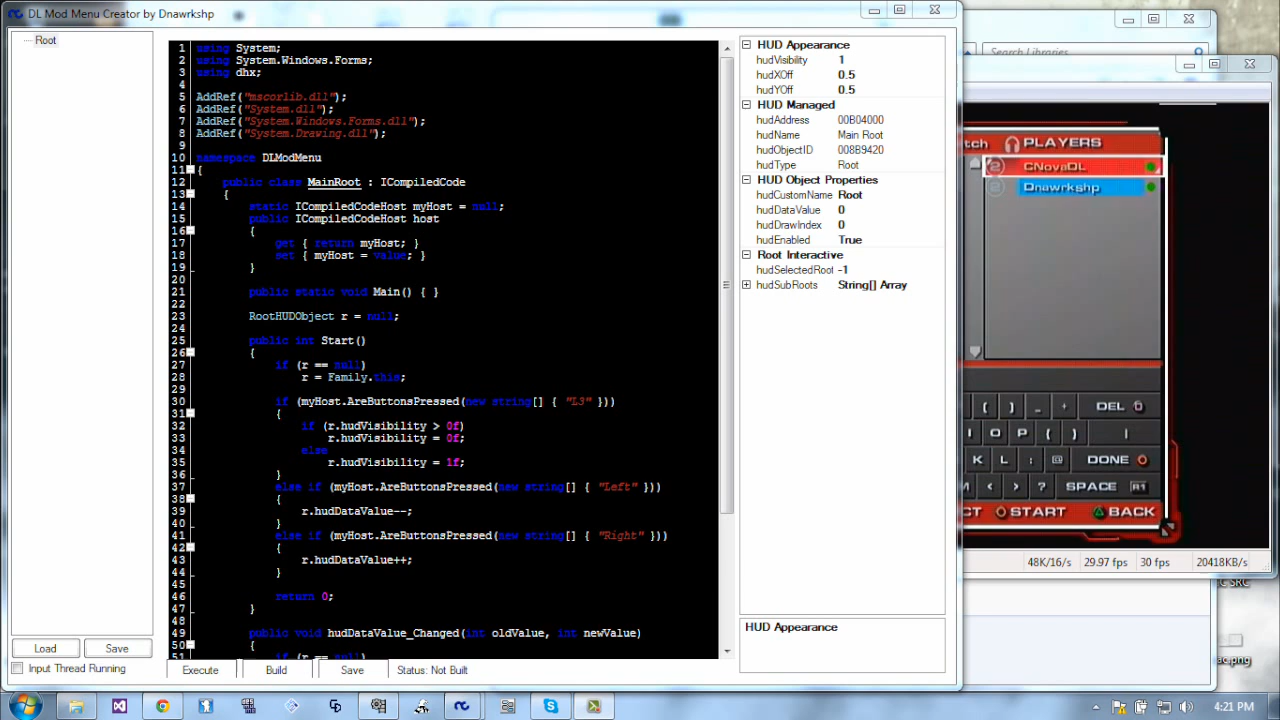 DL Mod Menu Creator by Dnawrkshp
Root
1 using System;
2 using System.Windows.Forms;
3 using dhx;
4
5 AddRef("mscorlib.dll");
6 AddRef("System.dll");
7 AddRef("System.Windows.Forms.dll");
8 AddRef("System.Drawing.dll");
9
10 namespace DLModMenu
11 {
12 public class MainRoot : ICompiledCode
13 {
14 static ICompiledCodeHost myHost = null;
15 public ICompiledCodeHost host
16 {
17 get { return myHost; }
18 set { myHost = value; }
19 }
20
21 public static void Main() { }
22
23 RootHUDObject r = null;
24
25 public int Start()
26 {
27 if (r == null)
28 r = Family.this;
29
30 if (myHost.AreButtonsPressed(new string[] { "L3" }))
31 {
32 if (r.hudVisibility > 0f)
33 r.hudVisibility = 0f;
34 else
35 r.hudVisibility = 1f;
36 }
37 else if (myHost.AreButtonsPressed(new string[] { "Left" }))
38 {
39 r.hudDataValue--;
40 }
41 else if (myHost.AreButtonsPressed(new string[] { "Right" }))
42 {
43 r.hudDataValue++;
44 }
45
46 return 0;
47 }
48
49 public void hudDataValue_Changed(int oldValue, int newValue)
50 {
51 if (r == null)
Load Save
Input Thread Running
Execute Build Save Status: Not Built
HUD Appearance
hudVisibility 1
hudXOff 0.5
hudYOff 0.5
HUD Managed
hudAddress 00B04000
hudName Main Root
hudObjectID 008B9420
hudType Root
HUD Object Properties
hudCustomName Root
hudDataValue 0
hudDrawIndex 0
hudEnabled True
Root Interactive
hudSelectedRoot -1
hudSubRoots String[] Array
HUD Appearance
Search Libraries
tch PLAYERS
CNovaDL
Dnawrkshp
( ) _ + DEL
I O P { } |
K L : @ DONE
M < > ? SPACE R1
CT START BACK
48K/16/s 29.97 fps 30 fps 20418KB/s
C SRC
ac.png
4:21 PM